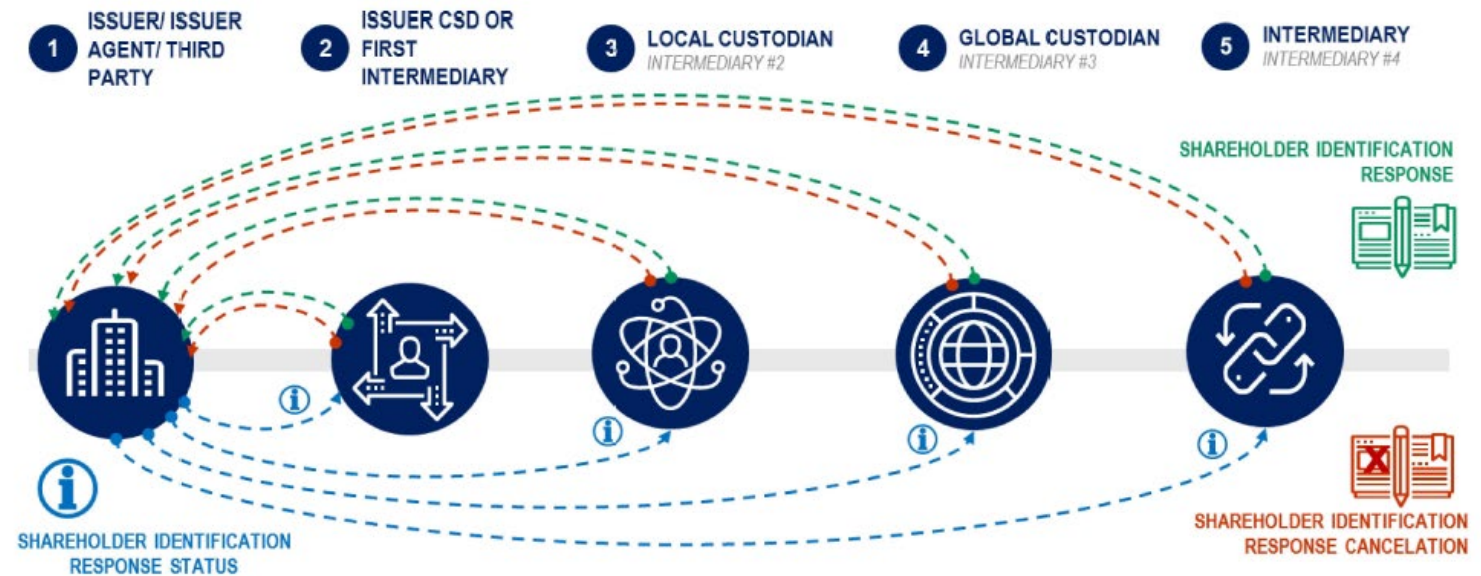 1
ISSUER/ ISSUER
AGENT/ THIRD
PARTY
2
ISSUER CSD OR
FIRST
INTERMEDIARY
3
LOCAL CUSTODIAN
INTERMEDIARY #2
4
GLOBAL CUSTODIAN
INTERMEDIARY #3
5
INTERMEDIARY
INTERMEDIARY #4
SHAREHOLDER IDENTIFICATION
RESPONSE
i
i
i
i
i
SHAREHOLDER IDENTIFICATION
RESPONSE STATUS
X
SHAREHOLDER IDENTIFICATION
RESPONSE CANCELATION